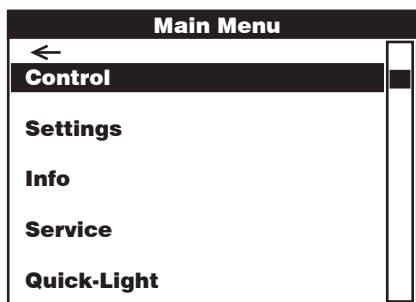 Main Menu
←
Control
Settings
Info
Service
Quick-Light